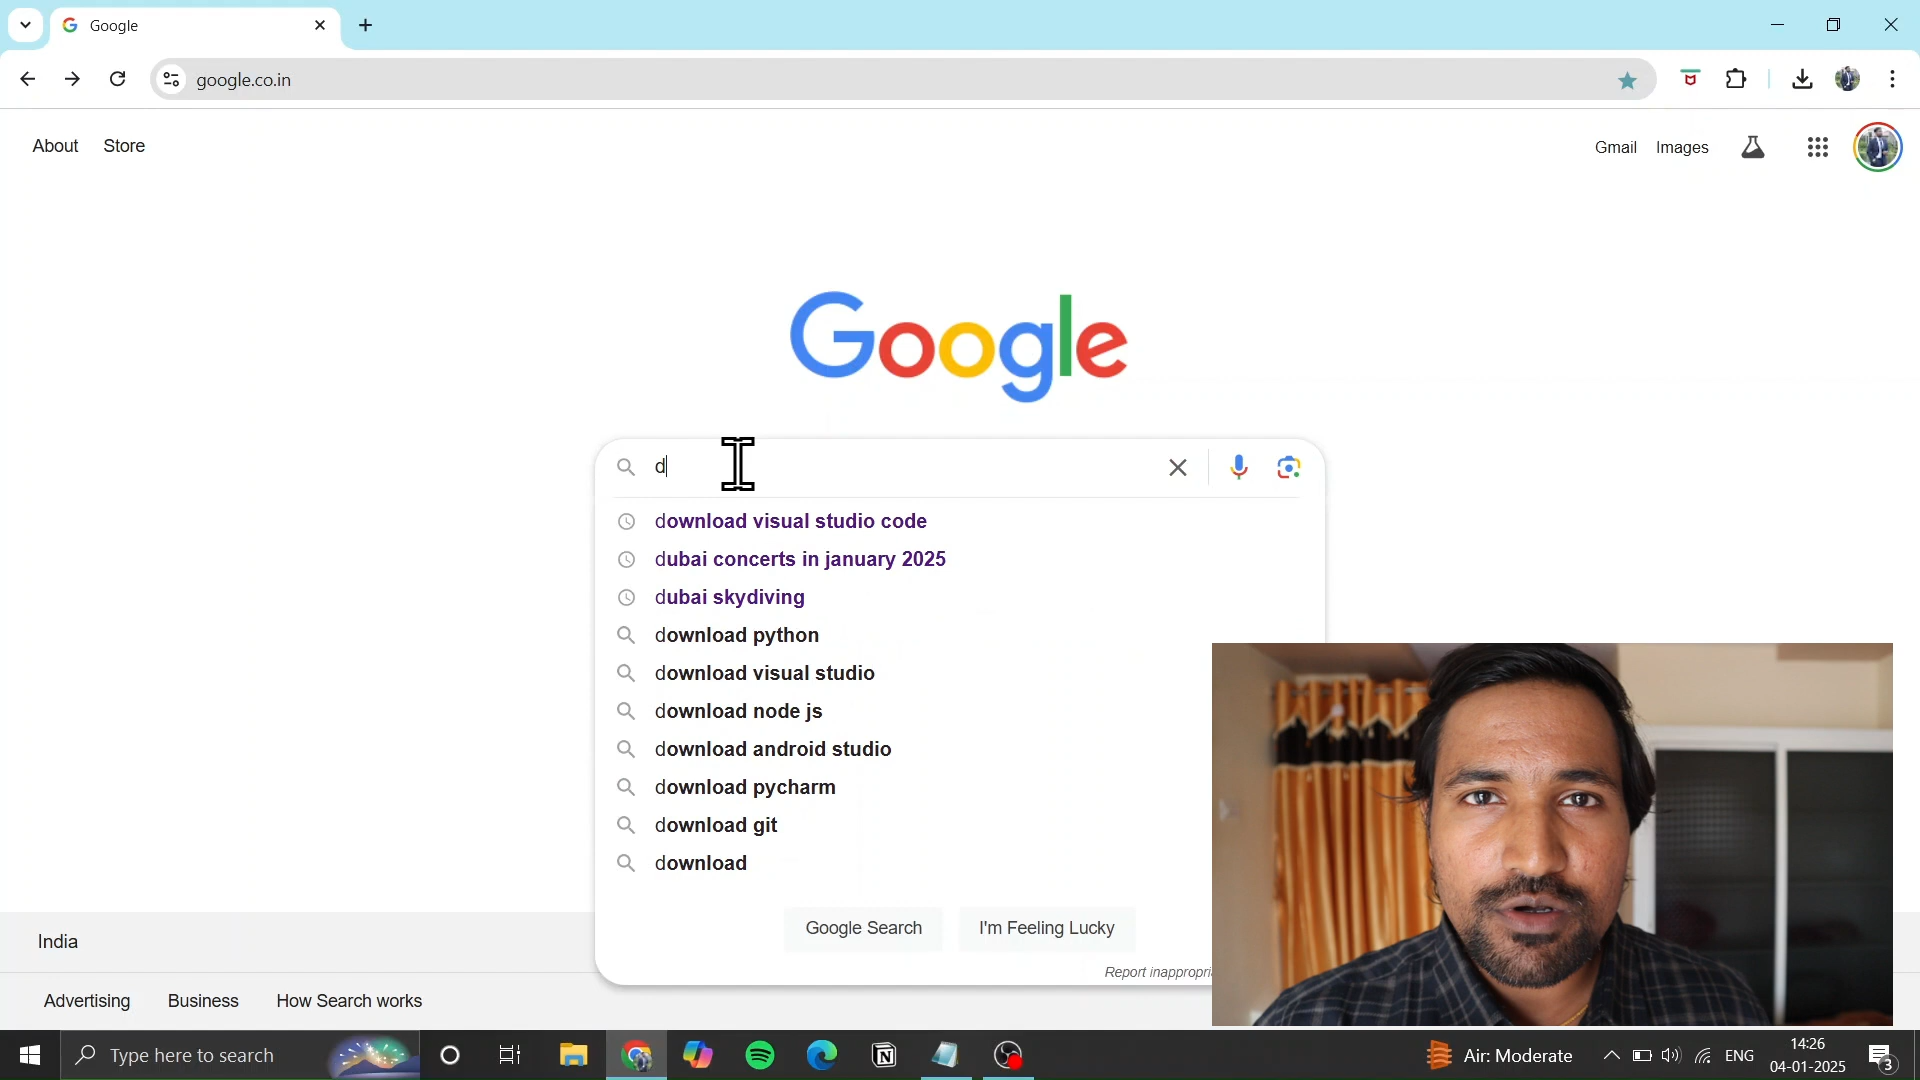 Google
google.co.in
About Store
Gmail Images
Google
d
download visual studio code
dubai concerts in january 2025
dubai skydiving
download python
download visual studio
download node js
download android studio
download pycharm
download git
download
Google Search I'm Feeling Lucky
Report
India
Advertising Business How Search works
Type here to search
Air: Moderate
ENG
14:26
04-01-2025
3